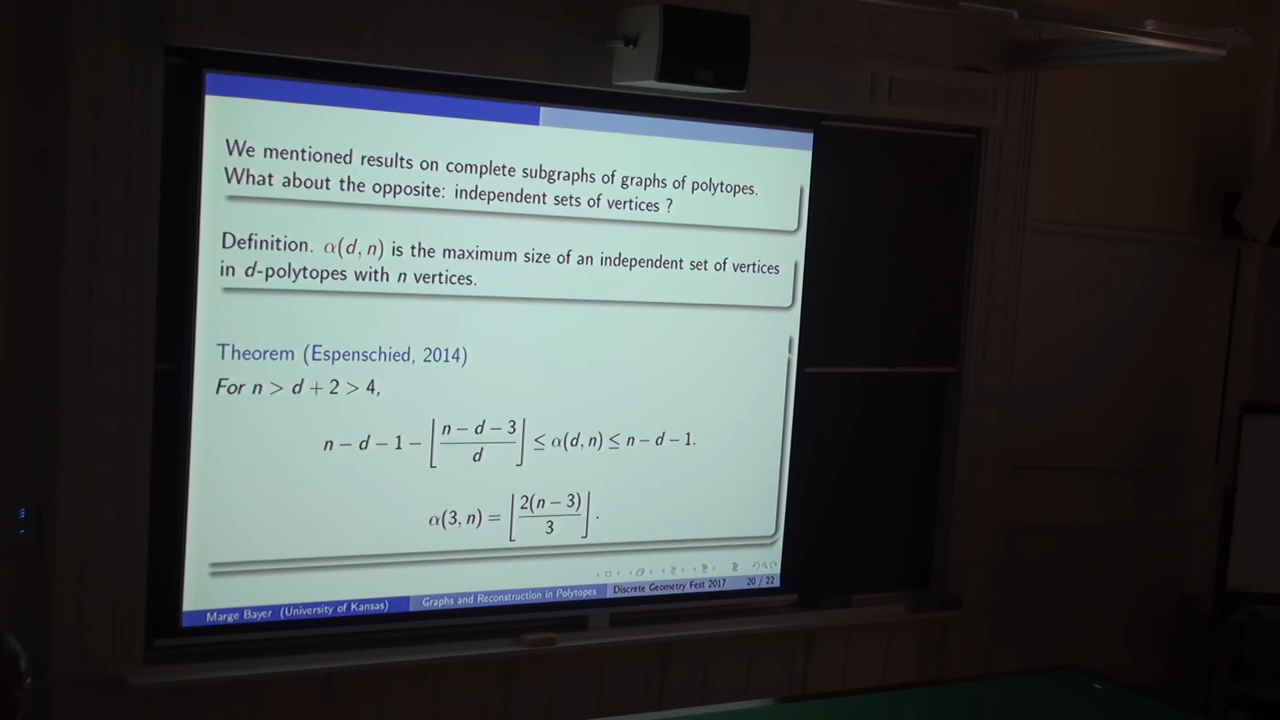 We mentioned results on complete subgraphs of graphs of polytopes.
What about the opposite: independent sets of vertices ?
Definition. α(d, n) is the maximum size of an independent set of vertices
in d-polytopes with n vertices.
Theorem (Espenschied, 2014)
For n > d + 2 > 4,
n − d − 1 − ⌊(n − d − 3)/d⌋ ≤ α(d, n) ≤ n − d − 1.
α(3, n) = ⌊2(n − 3)/3⌋.
Marge Bayer (University of Kansas) Graphs and Reconstruction in Polytopes Discrete Geometry Fest 2017 20 / 22